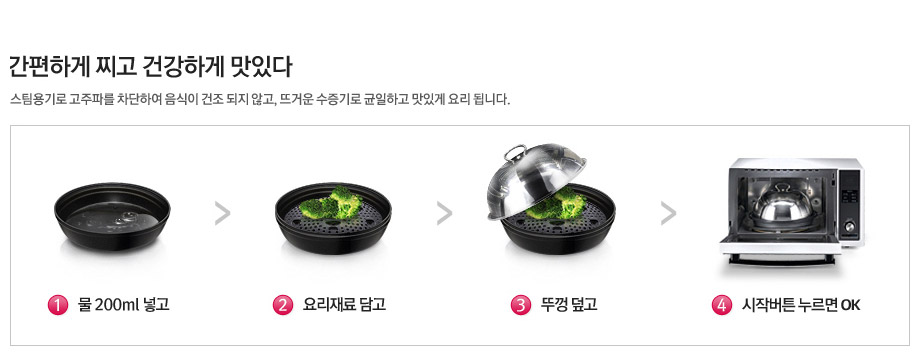 간편하게 찌고 건강하게 맛있다
스팀용기로 고주파를 차단하여 음식이 건조 되지 않고, 뜨거운 수증기로 균일하고 맛있게 요리 됩니다.
1 물 200ml 넣고
2 요리재료 담고
3 뚜껑 덮고
4 시작버튼 누르면 OK